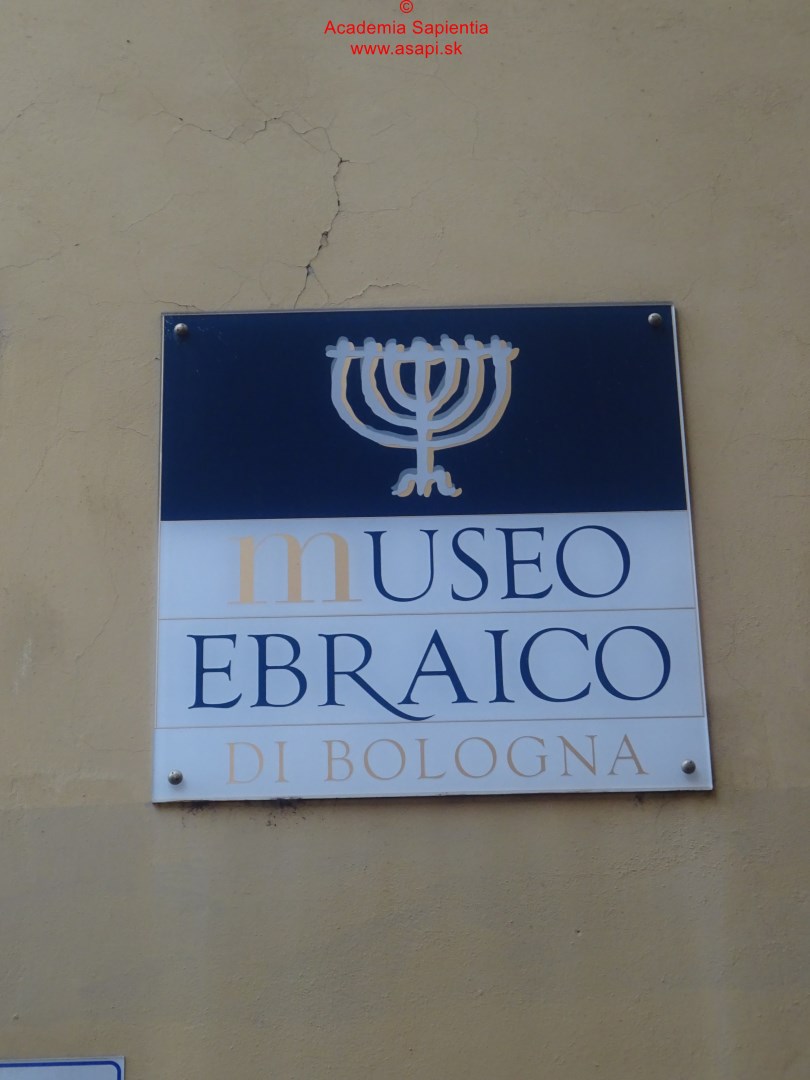 ©
Academia Sapientia
www.asapi.sk
mUSEO
EBRAICO
DI BOLOGNA